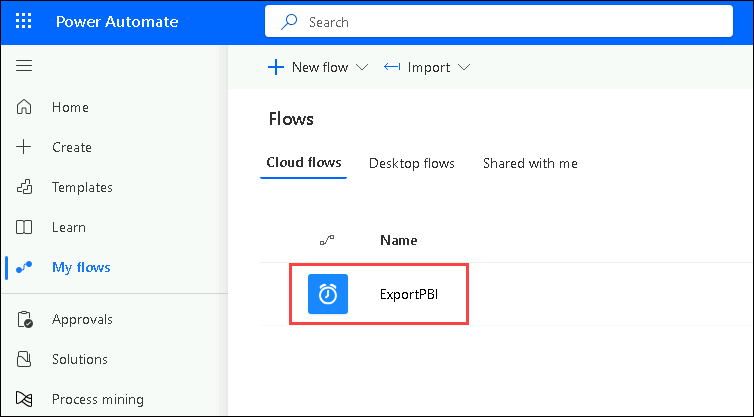 Power Automate
Search
New flow
Import
Home
Create
Templates
Learn
My flows
Approvals
Solutions
Process mining
Flows
Cloud flows
Desktop flows
Shared with me
Name
ExportPBI